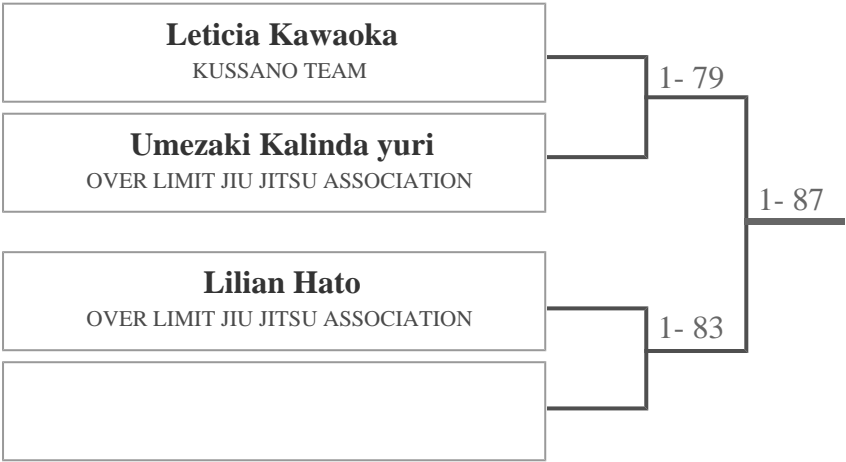 Leticia Kawaoka
KUSSANO TEAM
1- 79
Umezaki Kalinda yuri
OVER LIMIT JIU JITSU ASSOCIATION
1- 87
Lilian Hato
OVER LIMIT JIU JITSU ASSOCIATION
1- 83